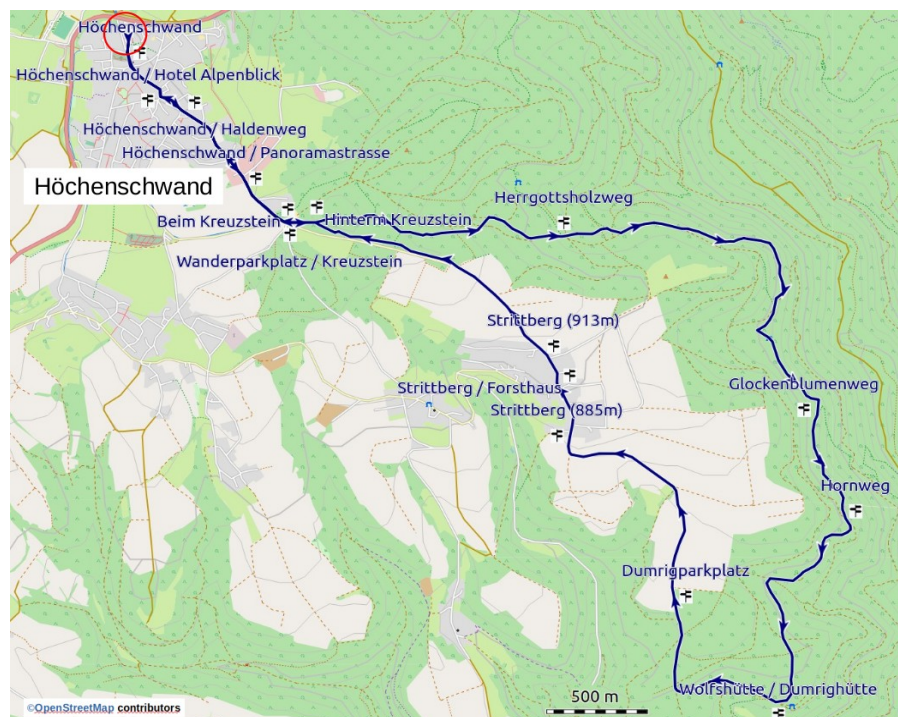 Höchenschwand
Höchenschwand / Hotel Alpenblick
Höchenschwand / Haldenweg
Höchenschwand / Panoramastrasse
Höchenschwand
Herrgottsholzweg
Beim Kreuzstein
Hinterm Kreuzstein
Wanderparkplatz / Kreuzstein
Strittberg (913m)
Strittberg / Forsthaus
Glockenblumenweg
Strittberg (885m)
Hornweg
Dumrigparkplatz
Wolfshütte / Dumrighütte
500 m
©OpenStreetMap contributors